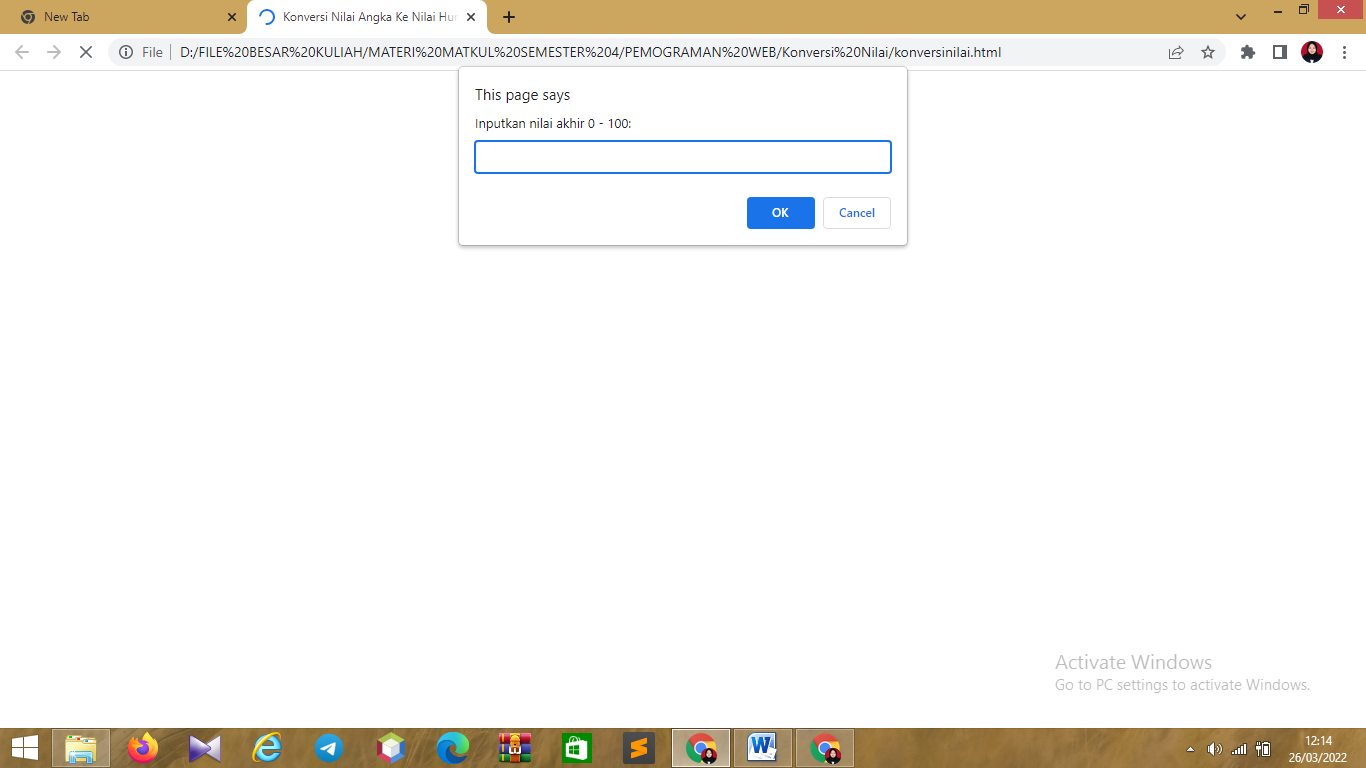 New Tab
Konversi Nilai Angka Ke Nilai Hur
File
D:/FILE%20BESAR%20KULIAH/MATERI%20MATKUL%20SEMESTER%204/PEMOGRAMAN%20WEB/Konversi%20Nilai/konversinilai.html
This page says
Inputkan nilai akhir 0 - 100:
OK
Cancel
Activate Windows
Go to PC settings to activate Windows.
12:14
26/03/2022